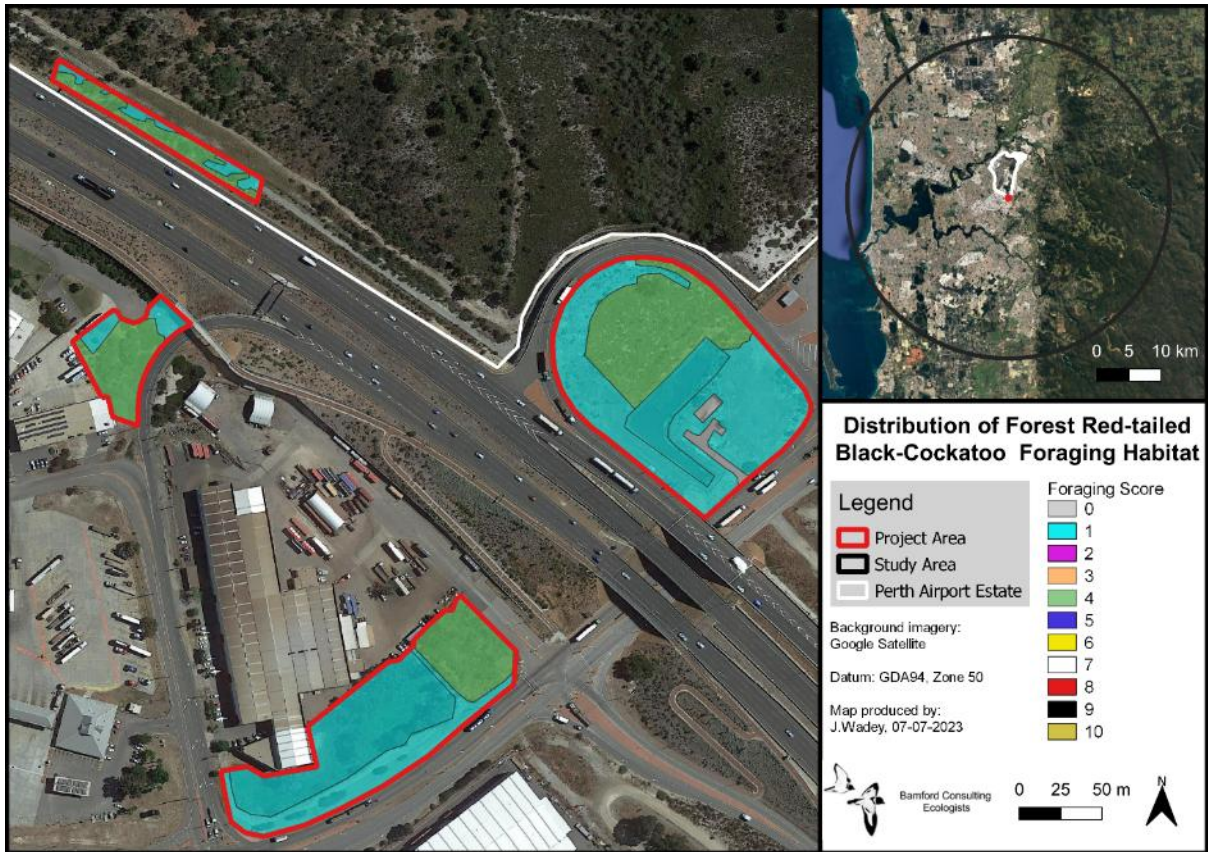 0 5 10 km
Distribution of Forest Red-tailed
Black-Cockatoo Foraging Habitat
Legend
Project Area
Study Area
Perth Airport Estate
Background imagery:
Google Satellite
Datum: GDA94, Zone 50
Map produced by:
J.Wadey, 07-07-2023
Foraging Score
0
1
2
3
4
5
6
7
8
9
10
Bamford Consulting
Ecologists
0 25 50 m
N